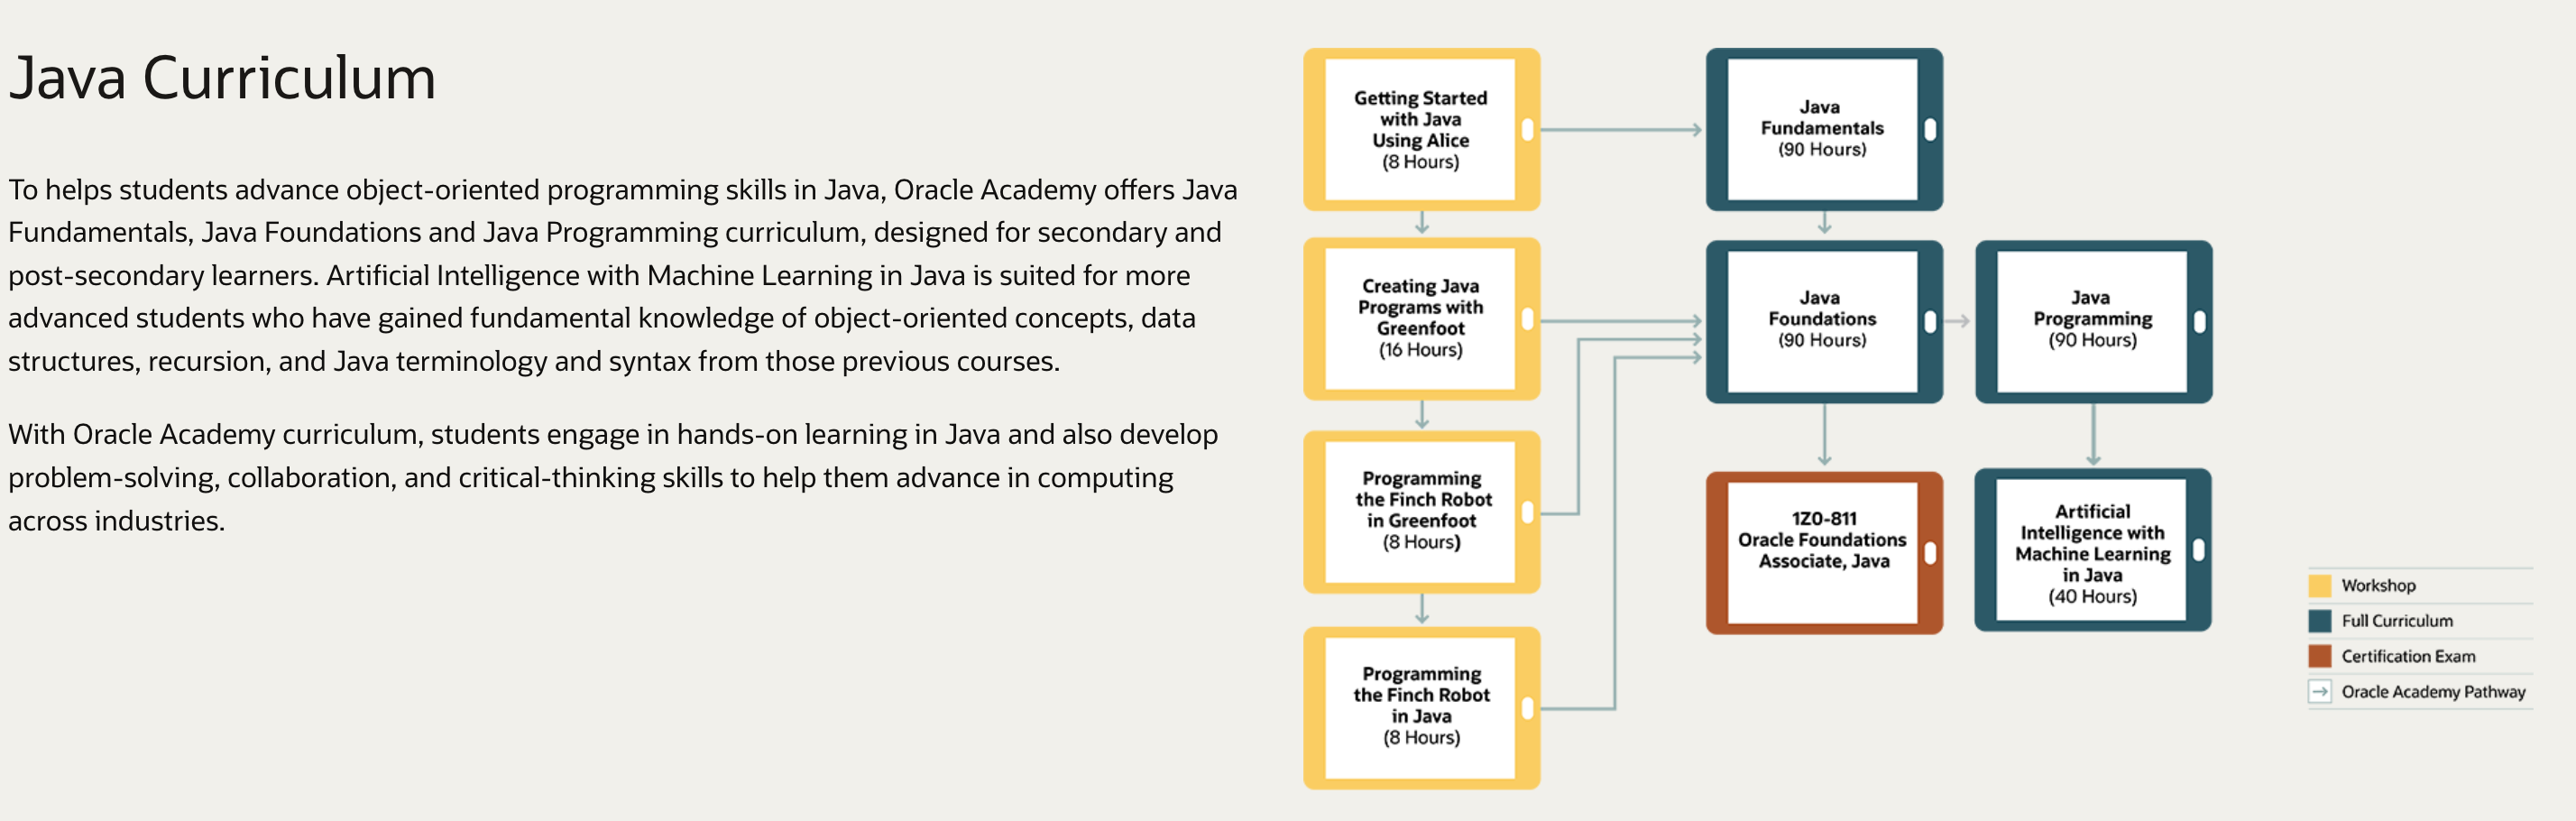 Java Curriculum
To helps students advance object-oriented programming skills in Java, Oracle Academy offers Java
Fundamentals, Java Foundations and Java Programming curriculum, designed for secondary and
post-secondary learners. Artificial Intelligence with Machine Learning in Java is suited for more
advanced students who have gained fundamental knowledge of object-oriented concepts, data
structures, recursion, and Java terminology and syntax from those previous courses.
With Oracle Academy curriculum, students engage in hands-on learning in Java and also develop
problem-solving, collaboration, and critical-thinking skills to help them advance in computing
across industries.
Getting Started
with Java
Using Alice
(8 Hours)
Java
Fundamentals
(90 Hours)
Creating Java
Programs with
Greenfoot
(16 Hours)
Java
Foundations
(90 Hours)
Java
Programming
(90 Hours)
Programming
the Finch Robot
in Greenfoot
(8 Hours)
1Z0-811
Oracle Foundations
Associate, Java
Artificial
Intelligence with
Machine Learning
in Java
(40 Hours)
Programming
the Finch Robot
in Java
(8 Hours)
Workshop
Full Curriculum
Certification Exam
Oracle Academy Pathway